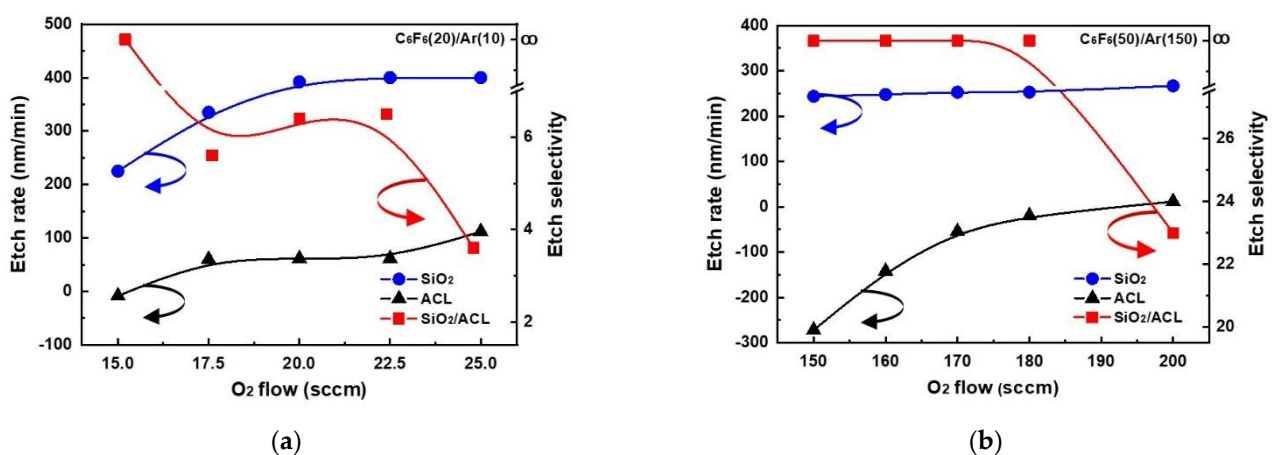 C6F6(20)/Ar(10)
500
400
300
200
100
0
-100
Etch rate (nm/min)
∞
6
4
2
Etch selectivity
SiO2
ACL
SiO2/ACL
15.0 17.5 20.0 22.5 25.0
O2 flow (sccm)
(a)
C6F6(50)/Ar(150)
400
300
200
100
0
-100
-200
-300
Etch rate (nm/min)
∞
26
24
22
20
Etch selectivity
SiO2
ACL
SiO2/ACL
150 160 170 180 190 200
O2 flow (sccm)
(b)